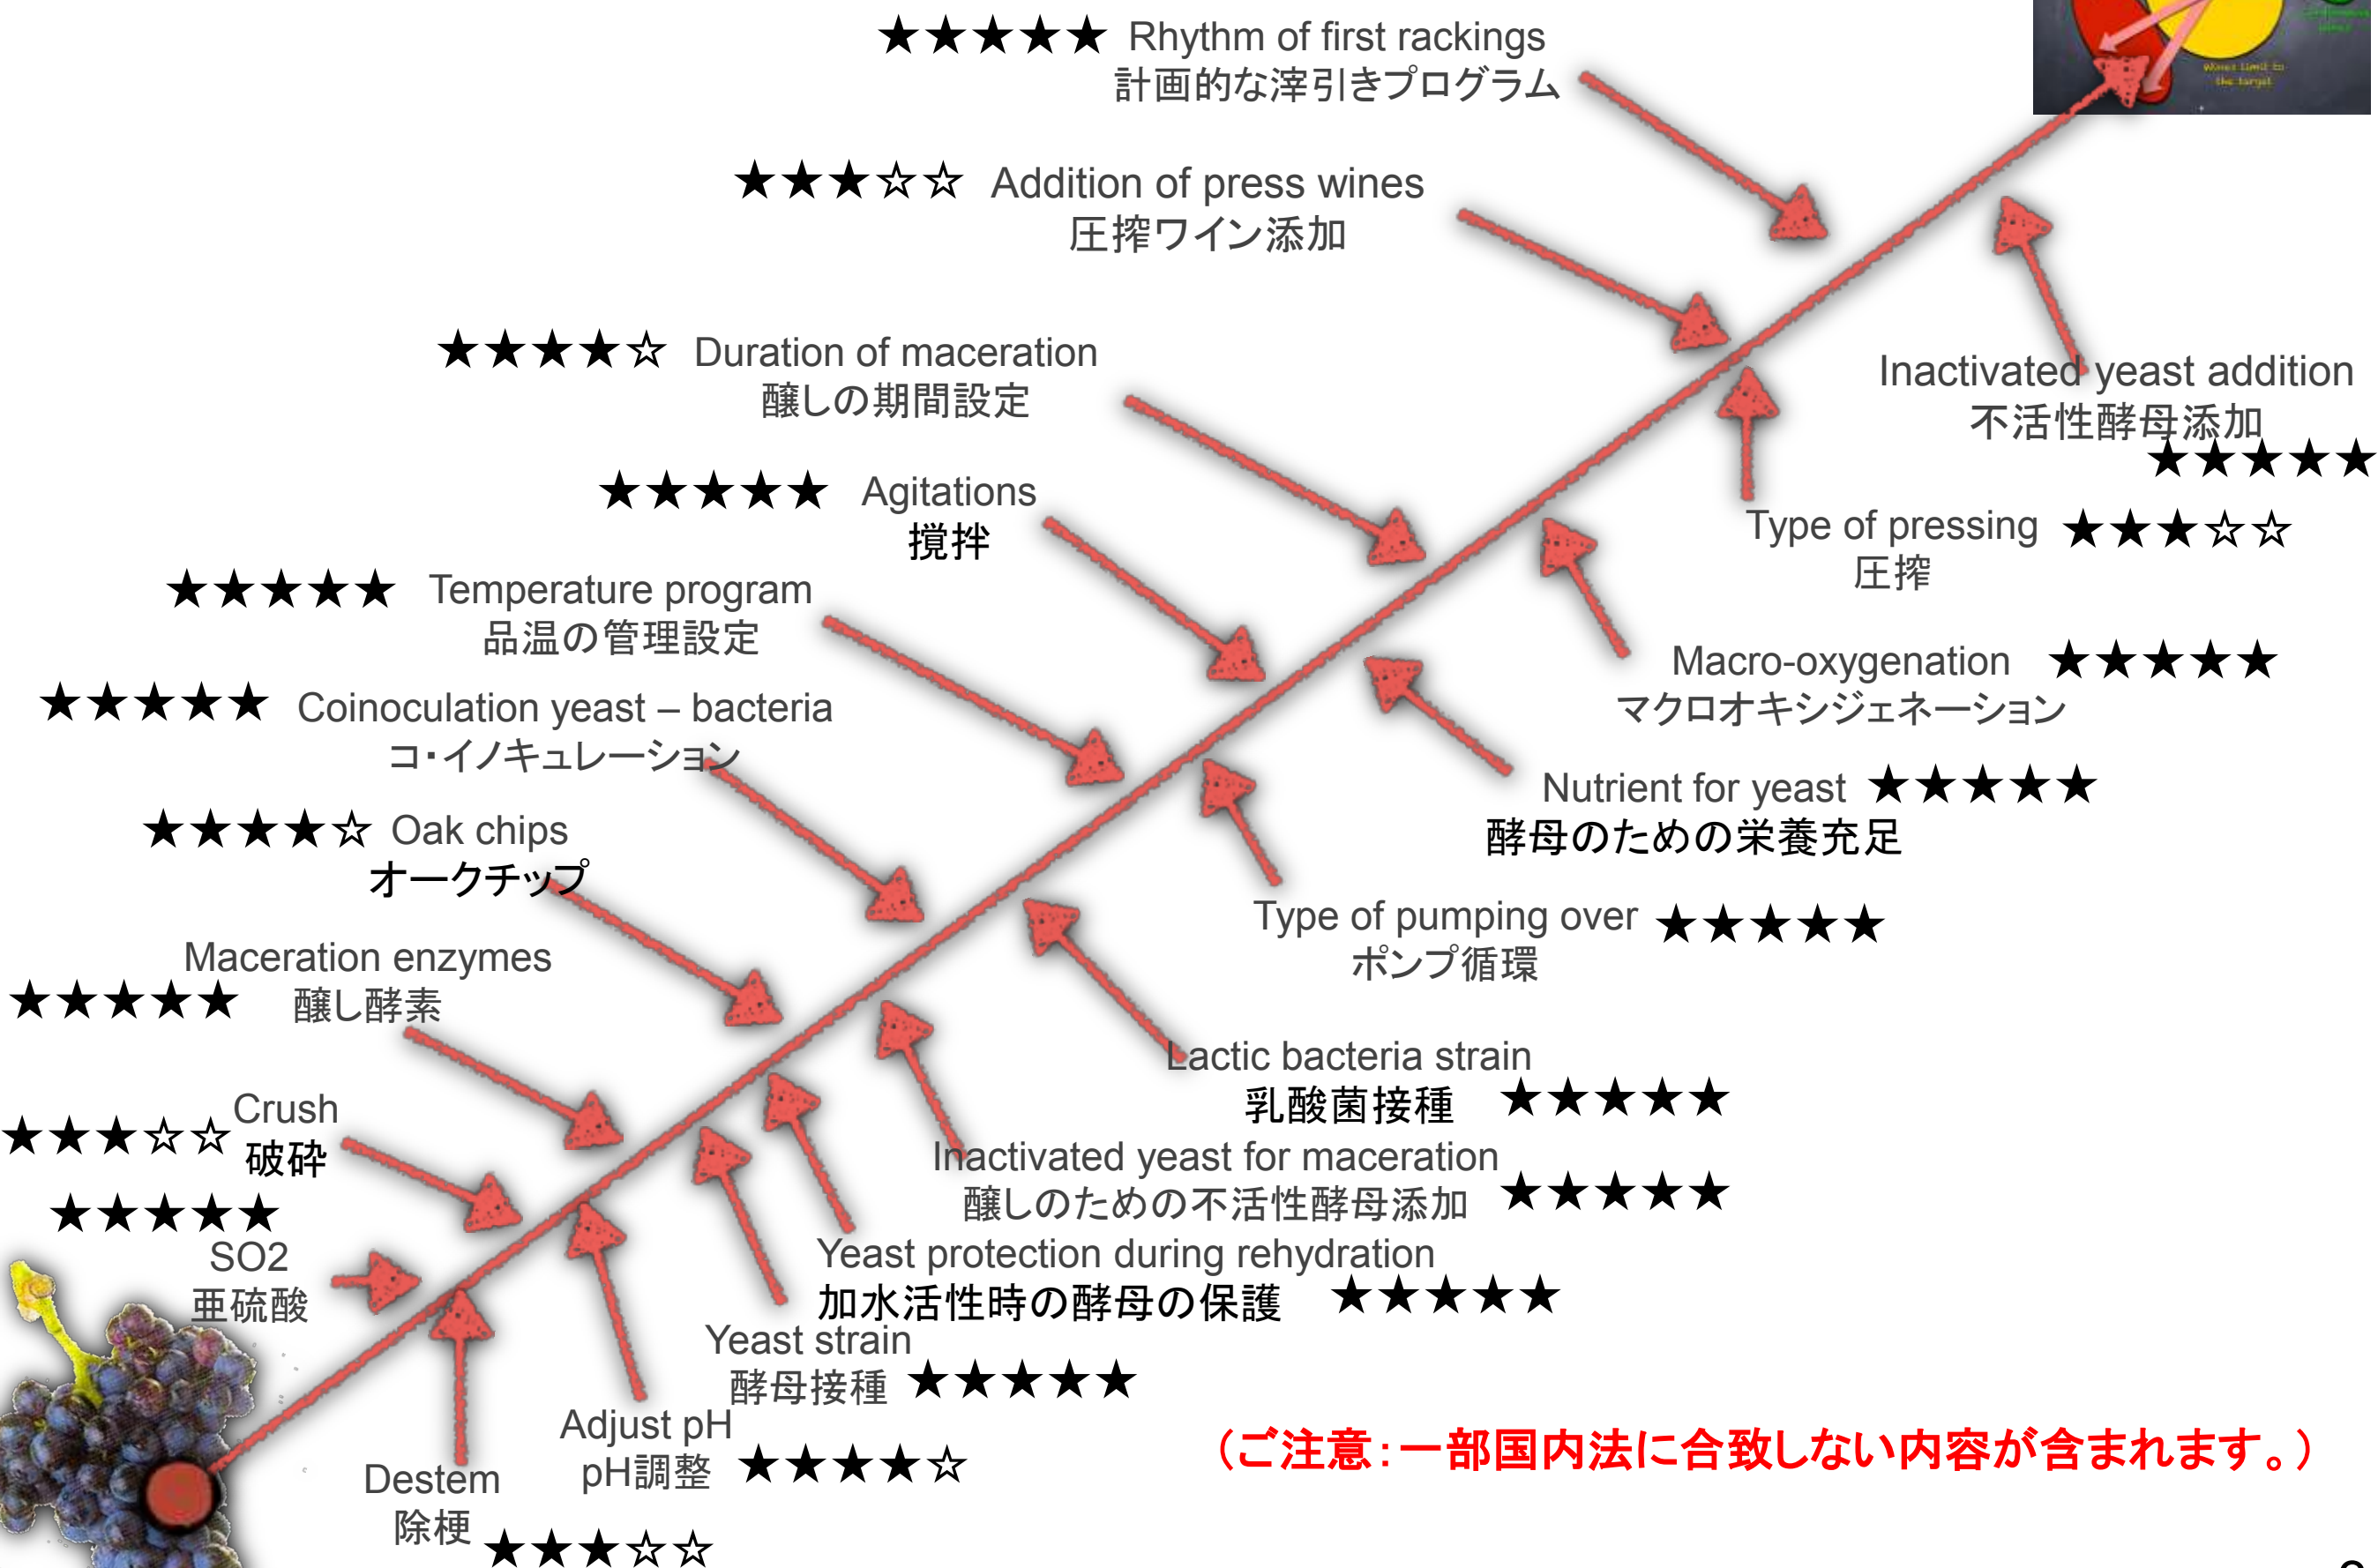 ★★★★★ Rhythm of first rackings
計画的な滓引きプログラム
Wines limit to
the target
★★★☆☆ Addition of press wines
圧搾ワイン添加
★★★★☆ Duration of maceration
醸しの期間設定
Inactivated yeast addition
不活性酵母添加
★★★★★
★★★★★ Agitations
撹拌
Type of pressing ★★★☆☆
圧搾
★★★★★ Temperature program
品温の管理設定
Macro-oxygenation ★★★★★
マクロオキシジェネーション
★★★★★ Coinoculation yeast – bacteria
コ・イノキュレーション
Nutrient for yeast ★★★★★
酵母のための栄養充足
★★★★☆ Oak chips
オークチップ
Type of pumping over ★★★★★
ポンプ循環
Maceration enzymes
★★★★★ 醸し酵素
Lactic bacteria strain
乳酸菌接種 ★★★★★
Crush
★★★☆☆ 破砕
Inactivated yeast for maceration
醸しのための不活性酵母添加 ★★★★★
★★★★★
SO2
亜硫酸
Yeast protection during rehydration
加水活性時の酵母の保護 ★★★★★
Yeast strain
酵母接種 ★★★★★
Adjust pH
pH調整 ★★★★☆
（ご注意：一部国内法に合致しない内容が含まれます。）
Destem
除梗 ★★★☆☆